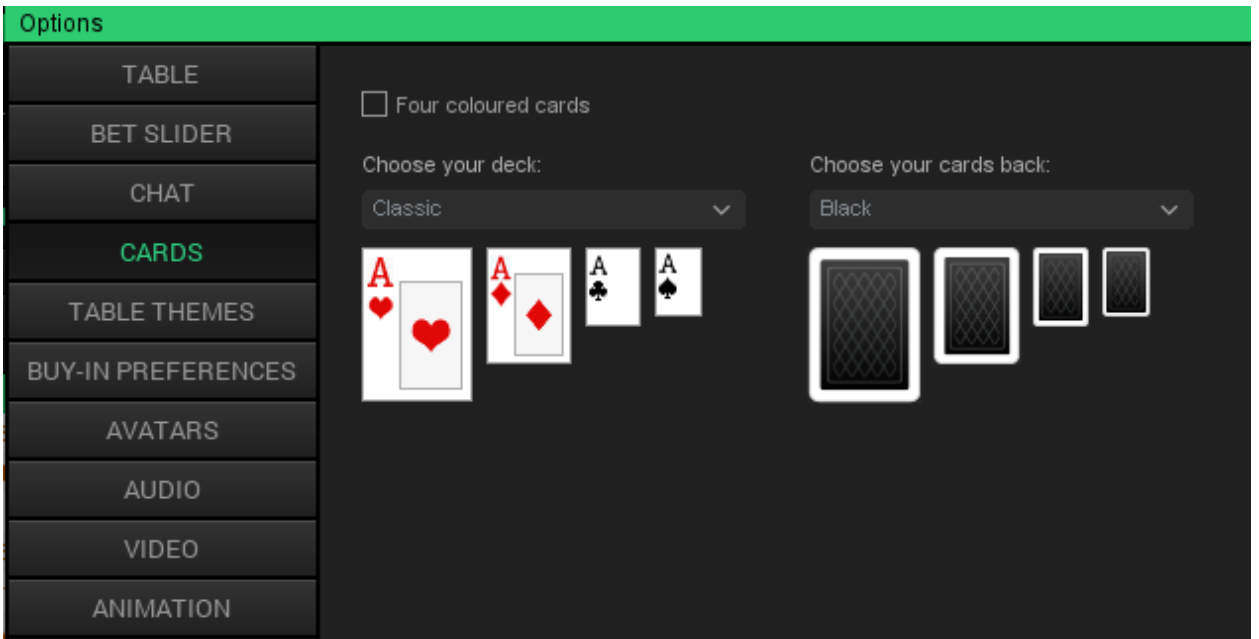 Options
TABLE
BET SLIDER
CHAT
CARDS
TABLE THEMES
BUY-IN PREFERENCES
AVATARS
AUDIO
VIDEO
ANIMATION
Four coloured cards
Choose your deck:
Classic
A A A A
Choose your cards back:
Black